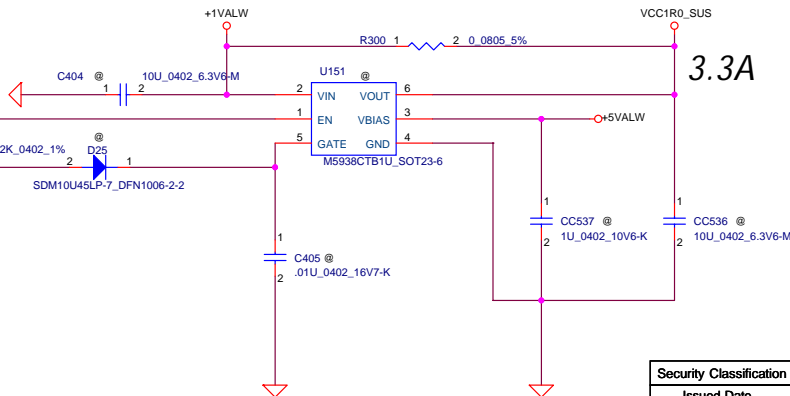 +1VALW
VCC1R0_SUS
R300 1 2 0_0805_5%
3.3A
C404 @ 10U_0402_6.3V6-M
1 2
U151 @
2 VIN VOUT 6
1 EN VBIAS 3
+5VALW
5 GATE GND 4
M5938CTB1U_SOT23-6
2K_0402_1%
@
D25
2 1
SDM10U45LP-7_DFN1006-2-2
1
CC537 @
1U_0402_10V6-K
2
1
CC536 @
10U_0402_6.3V6-M
2
1
C405 @
.01U_0402_16V7-K
2
Security Classification
Issued Date